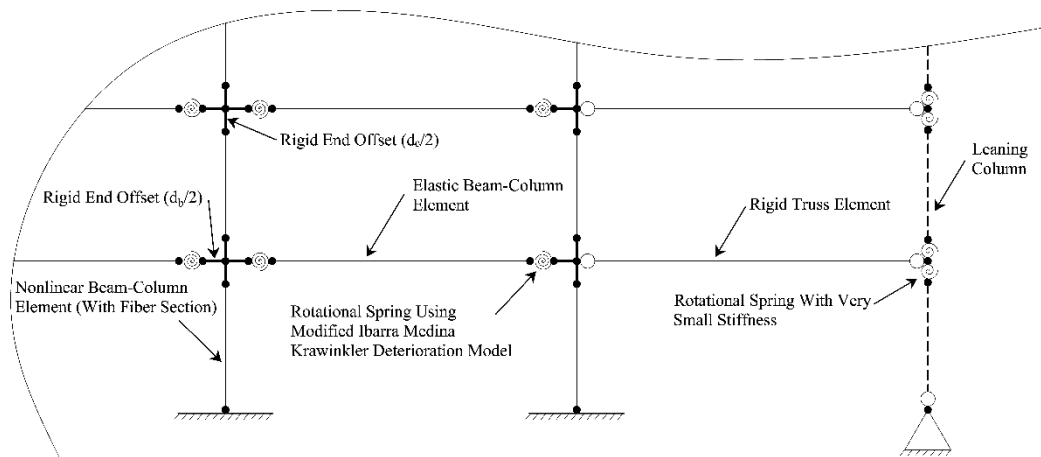 Rigid End Offset (dc/2)
Leaning
Column
Rigid End Offset (db/2)
Elastic Beam-Column
Element
Rigid Truss Element
Nonlinear Beam-Column
Element (With Fiber Section)
Rotational Spring Using
Modified Ibarra Medina
Krawinkler Deterioration Model
Rotational Spring With Very
Small Stiffness